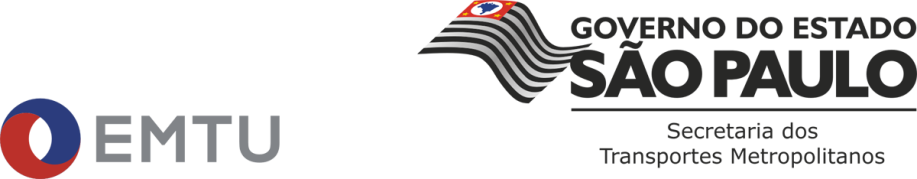 EMTU
GOVERNO DO ESTADO
SÃO PAULO
Secretaria dos
Transportes Metropolitanos